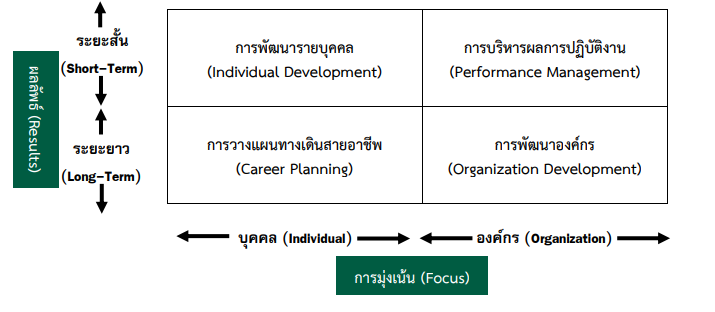 ผลลัพธ์ (Results)
ระยะสั้น
(Short-Term)
การพัฒนารายบุคคล
(Individual Development)
การบริหารผลการปฏิบัติงาน
(Performance Management)
ระยะยาว
(Long-Term)
การวางแผนทางเดินสายอาชีพ
(Career Planning)
การพัฒนาองค์กร
(Organization Development)
บุคคล (Individual)
องค์กร (Organization)
การมุ่งเน้น (Focus)